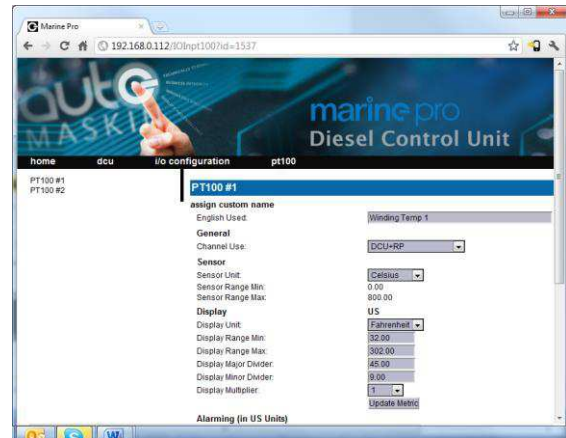 Marine Pro
192.168.0.112/IOInpt100?id=1537
auto
MASKIN
marine pro
Diesel Control Unit
home dcu i/o configuration pt100
PT100 #1
PT100 #2
PT100 #1
assign custom name
English Used: Winding Temp 1
General
Channel Use: DCU+RP
Sensor
Sensor Unit: Celsius
Sensor Range Min: 0.00
Sensor Range Max: 800.00
Display US
Display Unit: Fahrenheit
Display Range Min: 32.00
Display Range Max: 302.00
Display Major Divider: 45.00
Display Minor Divider: 9.00
Display Multiplier: 1
Update Metric
Alarming (in US Units)